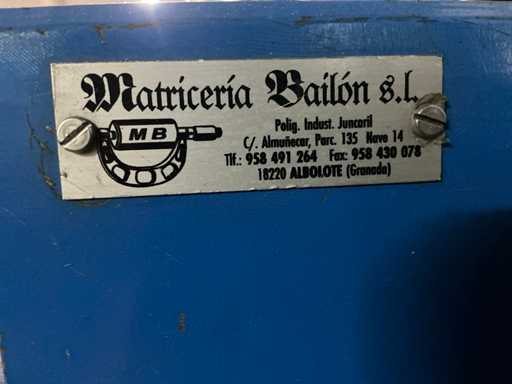 Matricería Bailón s.l.
MB
Polig. Indust. Juncaril
C/. Almuñecar, Parc. 135 Nave 14
Tlf.: 958 491 264 Fax: 958 430 078
18220 ALBOLOTE (Granada)